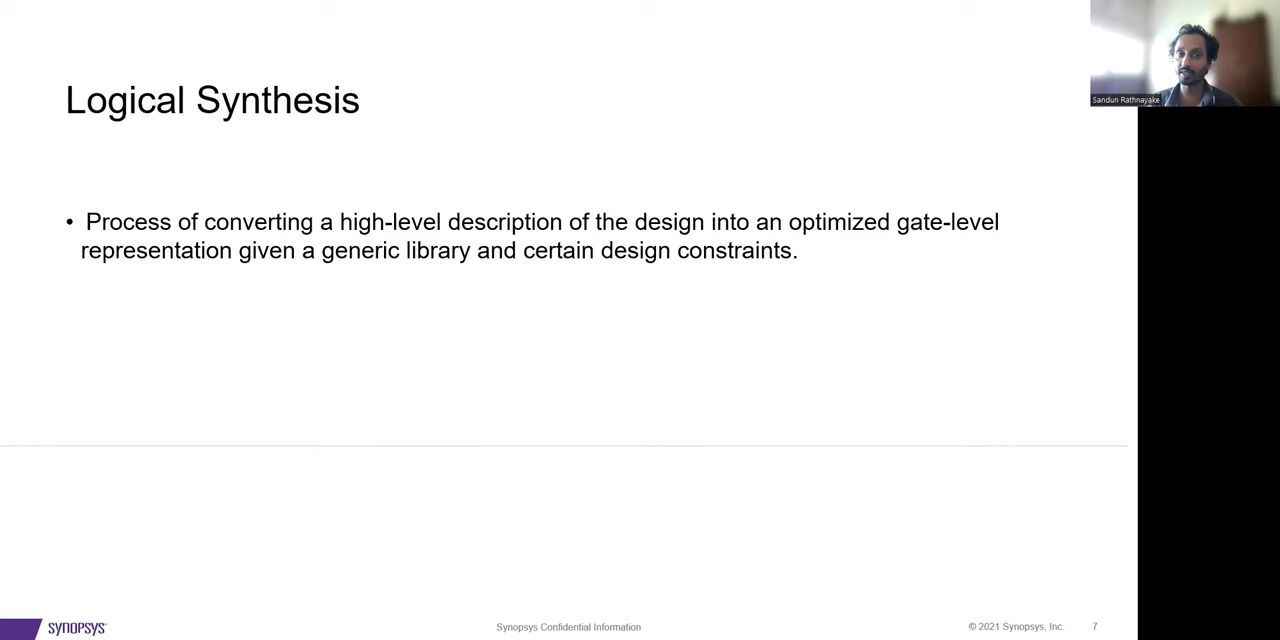 Sandun Rathnayake
Logical Synthesis
• Process of converting a high-level description of the design into an optimized gate-level
representation given a generic library and certain design constraints.
SYNOPSYS
Synopsys Confidential Information
© 2021 Synopsys, Inc.
7